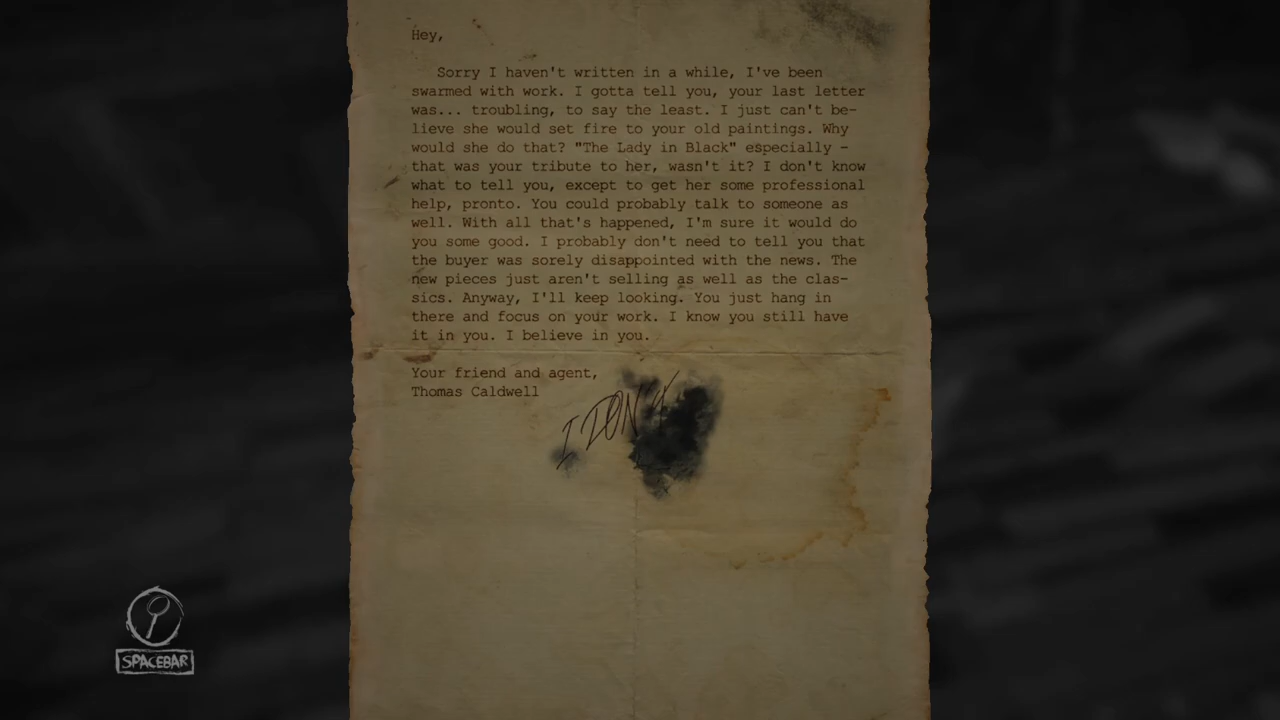 Hey,
Sorry I haven't written in a while, I've been
swarmed with work. I gotta tell you, your last letter
was... troubling, to say the least. I just can't be-
lieve she would set fire to your old paintings. Why
would she do that? "The Lady in Black" especially -
that was your tribute to her, wasn't it? I don't know
what to tell you, except to get her some professional
help, pronto. You could probably talk to someone as
well. With all that's happened, I'm sure it would do
you some good. I probably don't need to tell you that
the buyer was sorely disappointed with the news. The
new pieces just aren't selling as well as the clas-
sics. Anyway, I'll keep looking. You just hang in
there and focus on your work. I know you still have
it in you. I believe in you.
Your friend and agent,
Thomas Caldwell
I DON'T
SPACEBAR